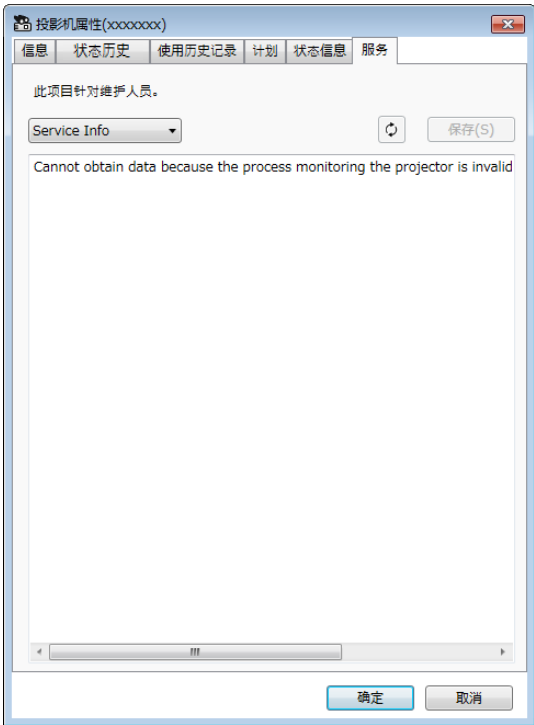 投影机属性(xxxxxxx)
信息 状态历史 使用历史记录 计划 状态信息 服务
此项目针对维护人员。
Service Info 保存(S)
Cannot obtain data because the process monitoring the projector is invalid
确定 取消